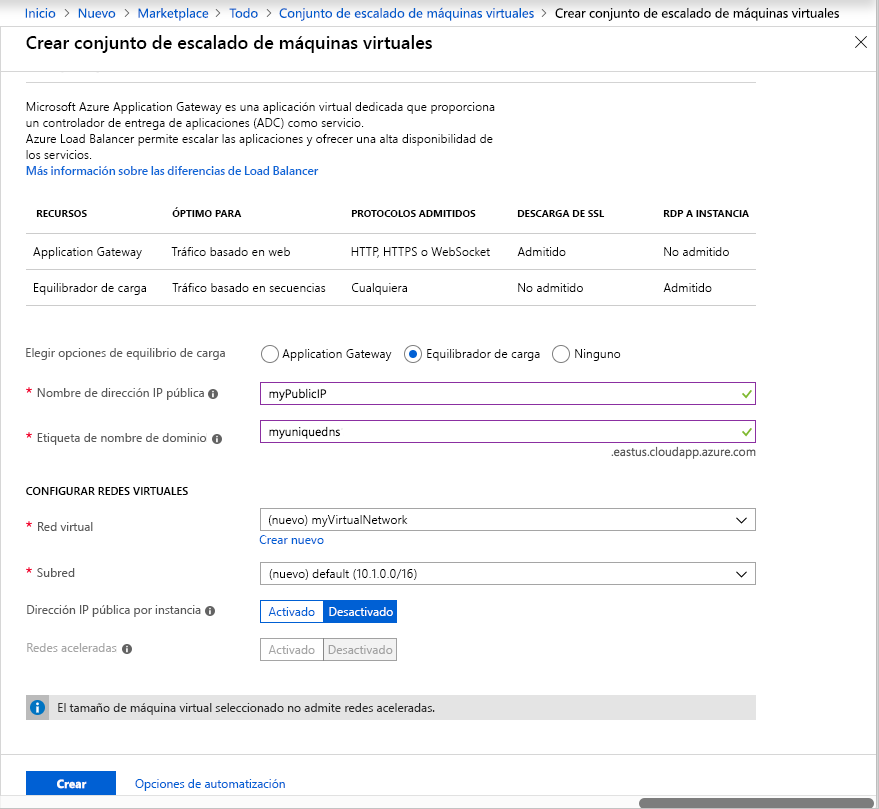 Inicio > Nuevo > Marketplace > Todo > Conjunto de escalado de máquinas virtuales > Crear conjunto de escalado de máquinas virtuales
Crear conjunto de escalado de máquinas virtuales
Microsoft Azure Application Gateway es una aplicación virtual dedicada que proporciona
un controlador de entrega de aplicaciones (ADC) como servicio.
Azure Load Balancer permite escalar las aplicaciones y ofrecer una alta disponibilidad de
los servicios.
Más información sobre las diferencias de Load Balancer
RECURSOS ÓPTIMO PARA PROTOCOLOS ADMITIDOS DESCARGA DE SSL RDP A INSTANCIA
Application Gateway Tráfico basado en web HTTP, HTTPS o WebSocket Admitido No admitido
Equilibrador de carga Tráfico basado en secuencias Cualquiera No admitido Admitido
Elegir opciones de equilibrio de carga Application Gateway Equilibrador de carga Ninguno
* Nombre de dirección IP pública myPublicIP
* Etiqueta de nombre de dominio myuniquedns
.eastus.cloudapp.azure.com
CONFIGURAR REDES VIRTUALES
* Red virtual (nuevo) myVirtualNetwork
Crear nuevo
* Subred (nuevo) default (10.1.0.0/16)
Dirección IP pública por instancia Activado Desactivado
Redes aceleradas Activado Desactivado
El tamaño de máquina virtual seleccionado no admite redes aceleradas.
Crear Opciones de automatización